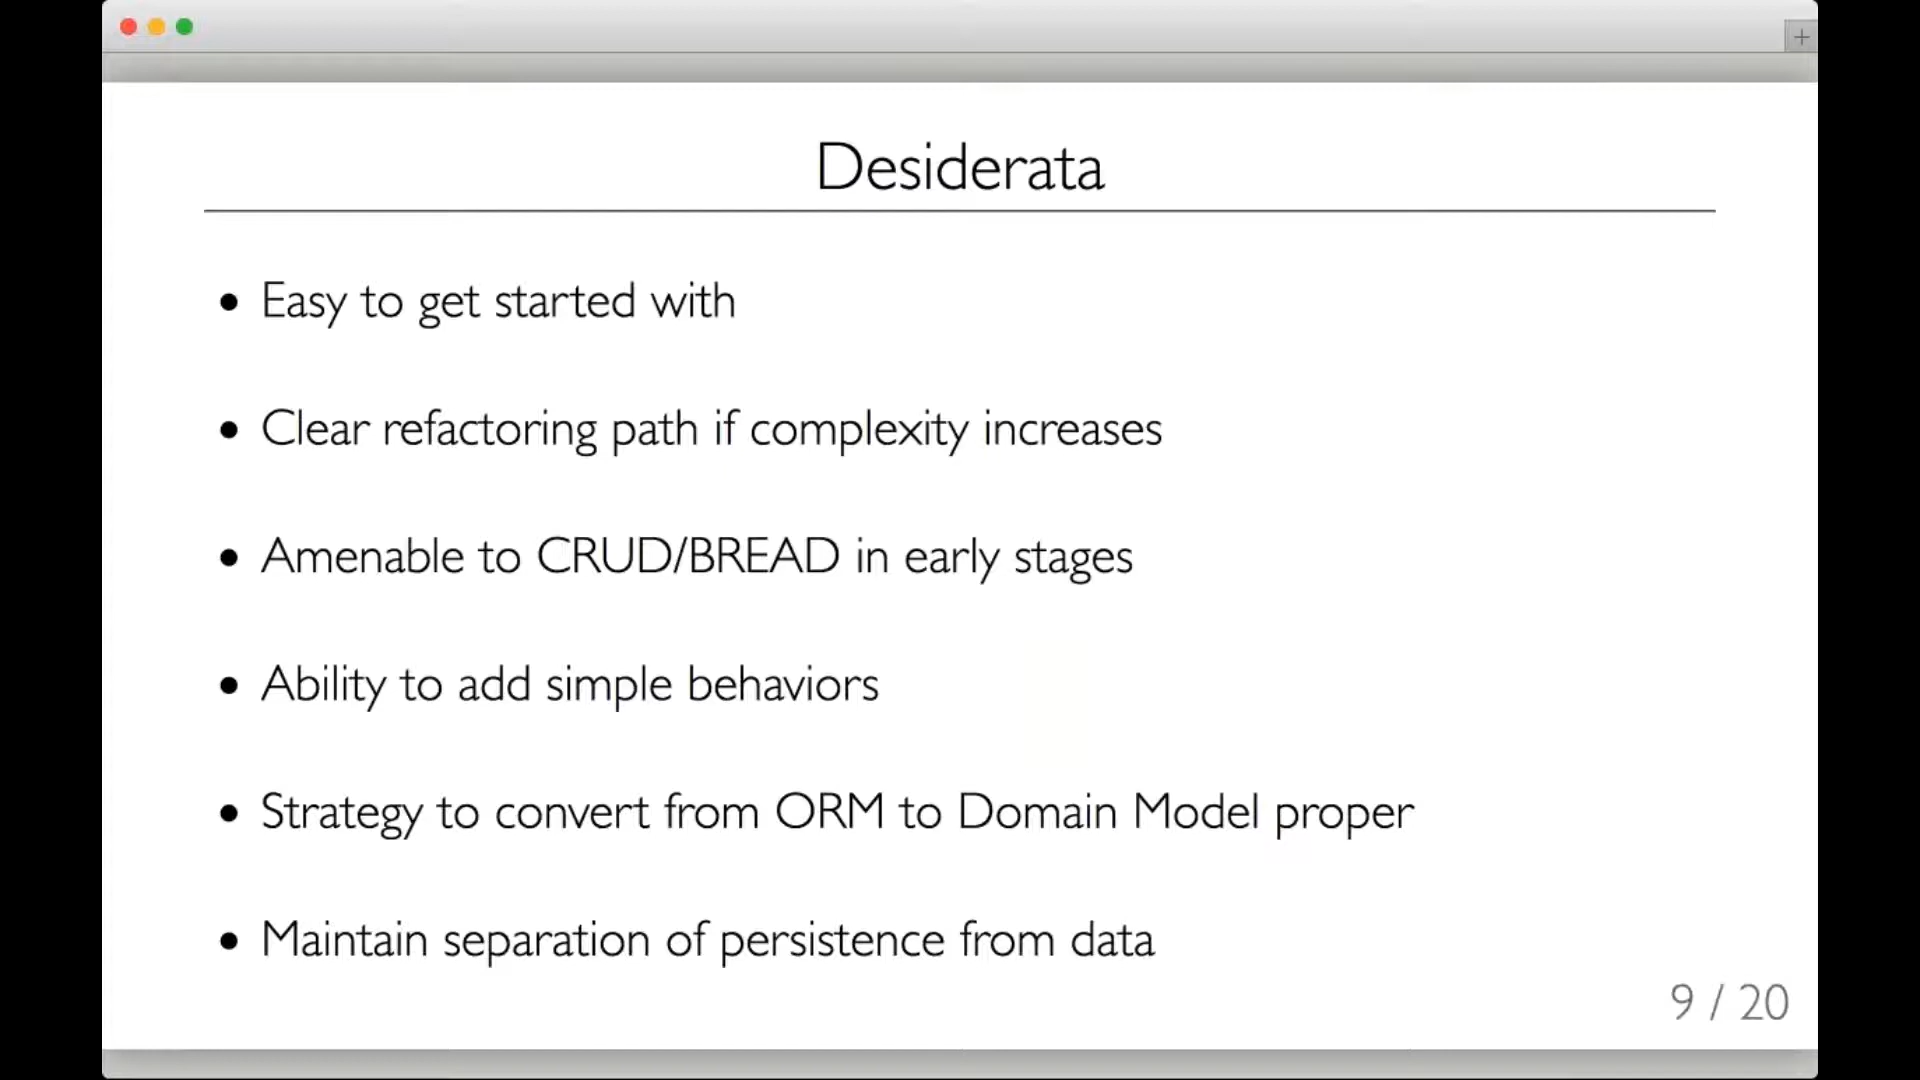 Desiderata
• Easy to get started with
• Clear refactoring path if complexity increases
• Amenable to CRUD/BREAD in early stages
• Ability to add simple behaviors
• Strategy to convert from ORM to Domain Model proper
• Maintain separation of persistence from data
9 / 20